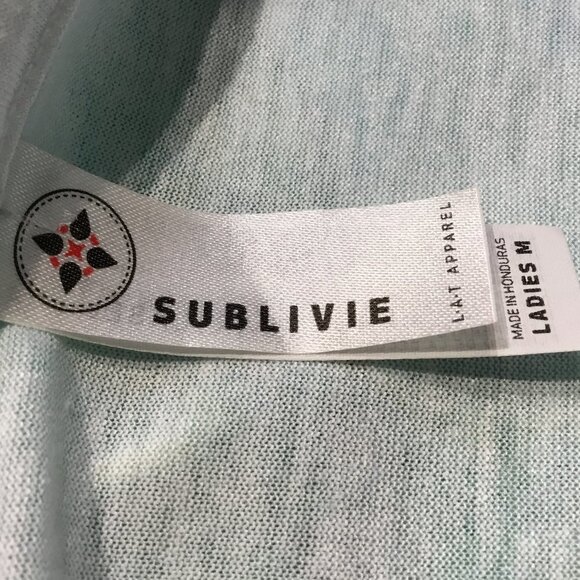 SUBLIVIE
L·A·T APPAREL
MADE IN HONDURAS
LADIES M